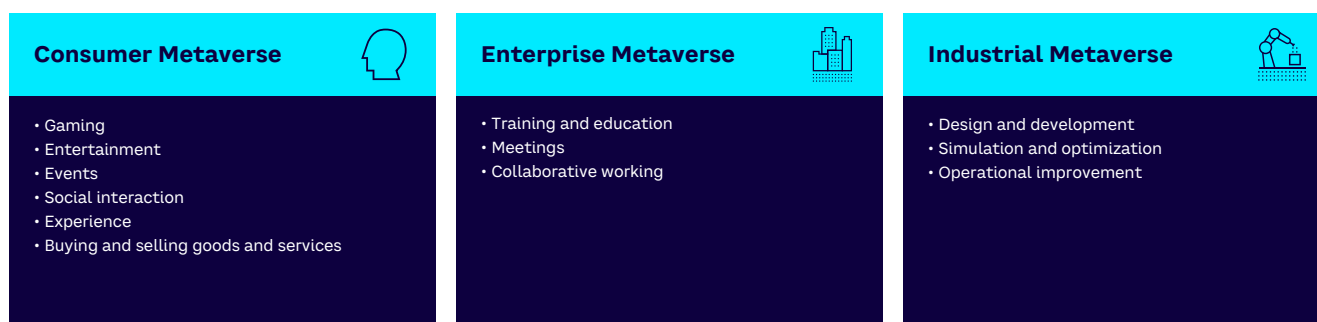 Consumer Metaverse
• Gaming
• Entertainment
• Events
• Social interaction
• Experience
• Buying and selling goods and services
Enterprise Metaverse
• Training and education
• Meetings
• Collaborative working
Industrial Metaverse
• Design and development
• Simulation and optimization
• Operational improvement